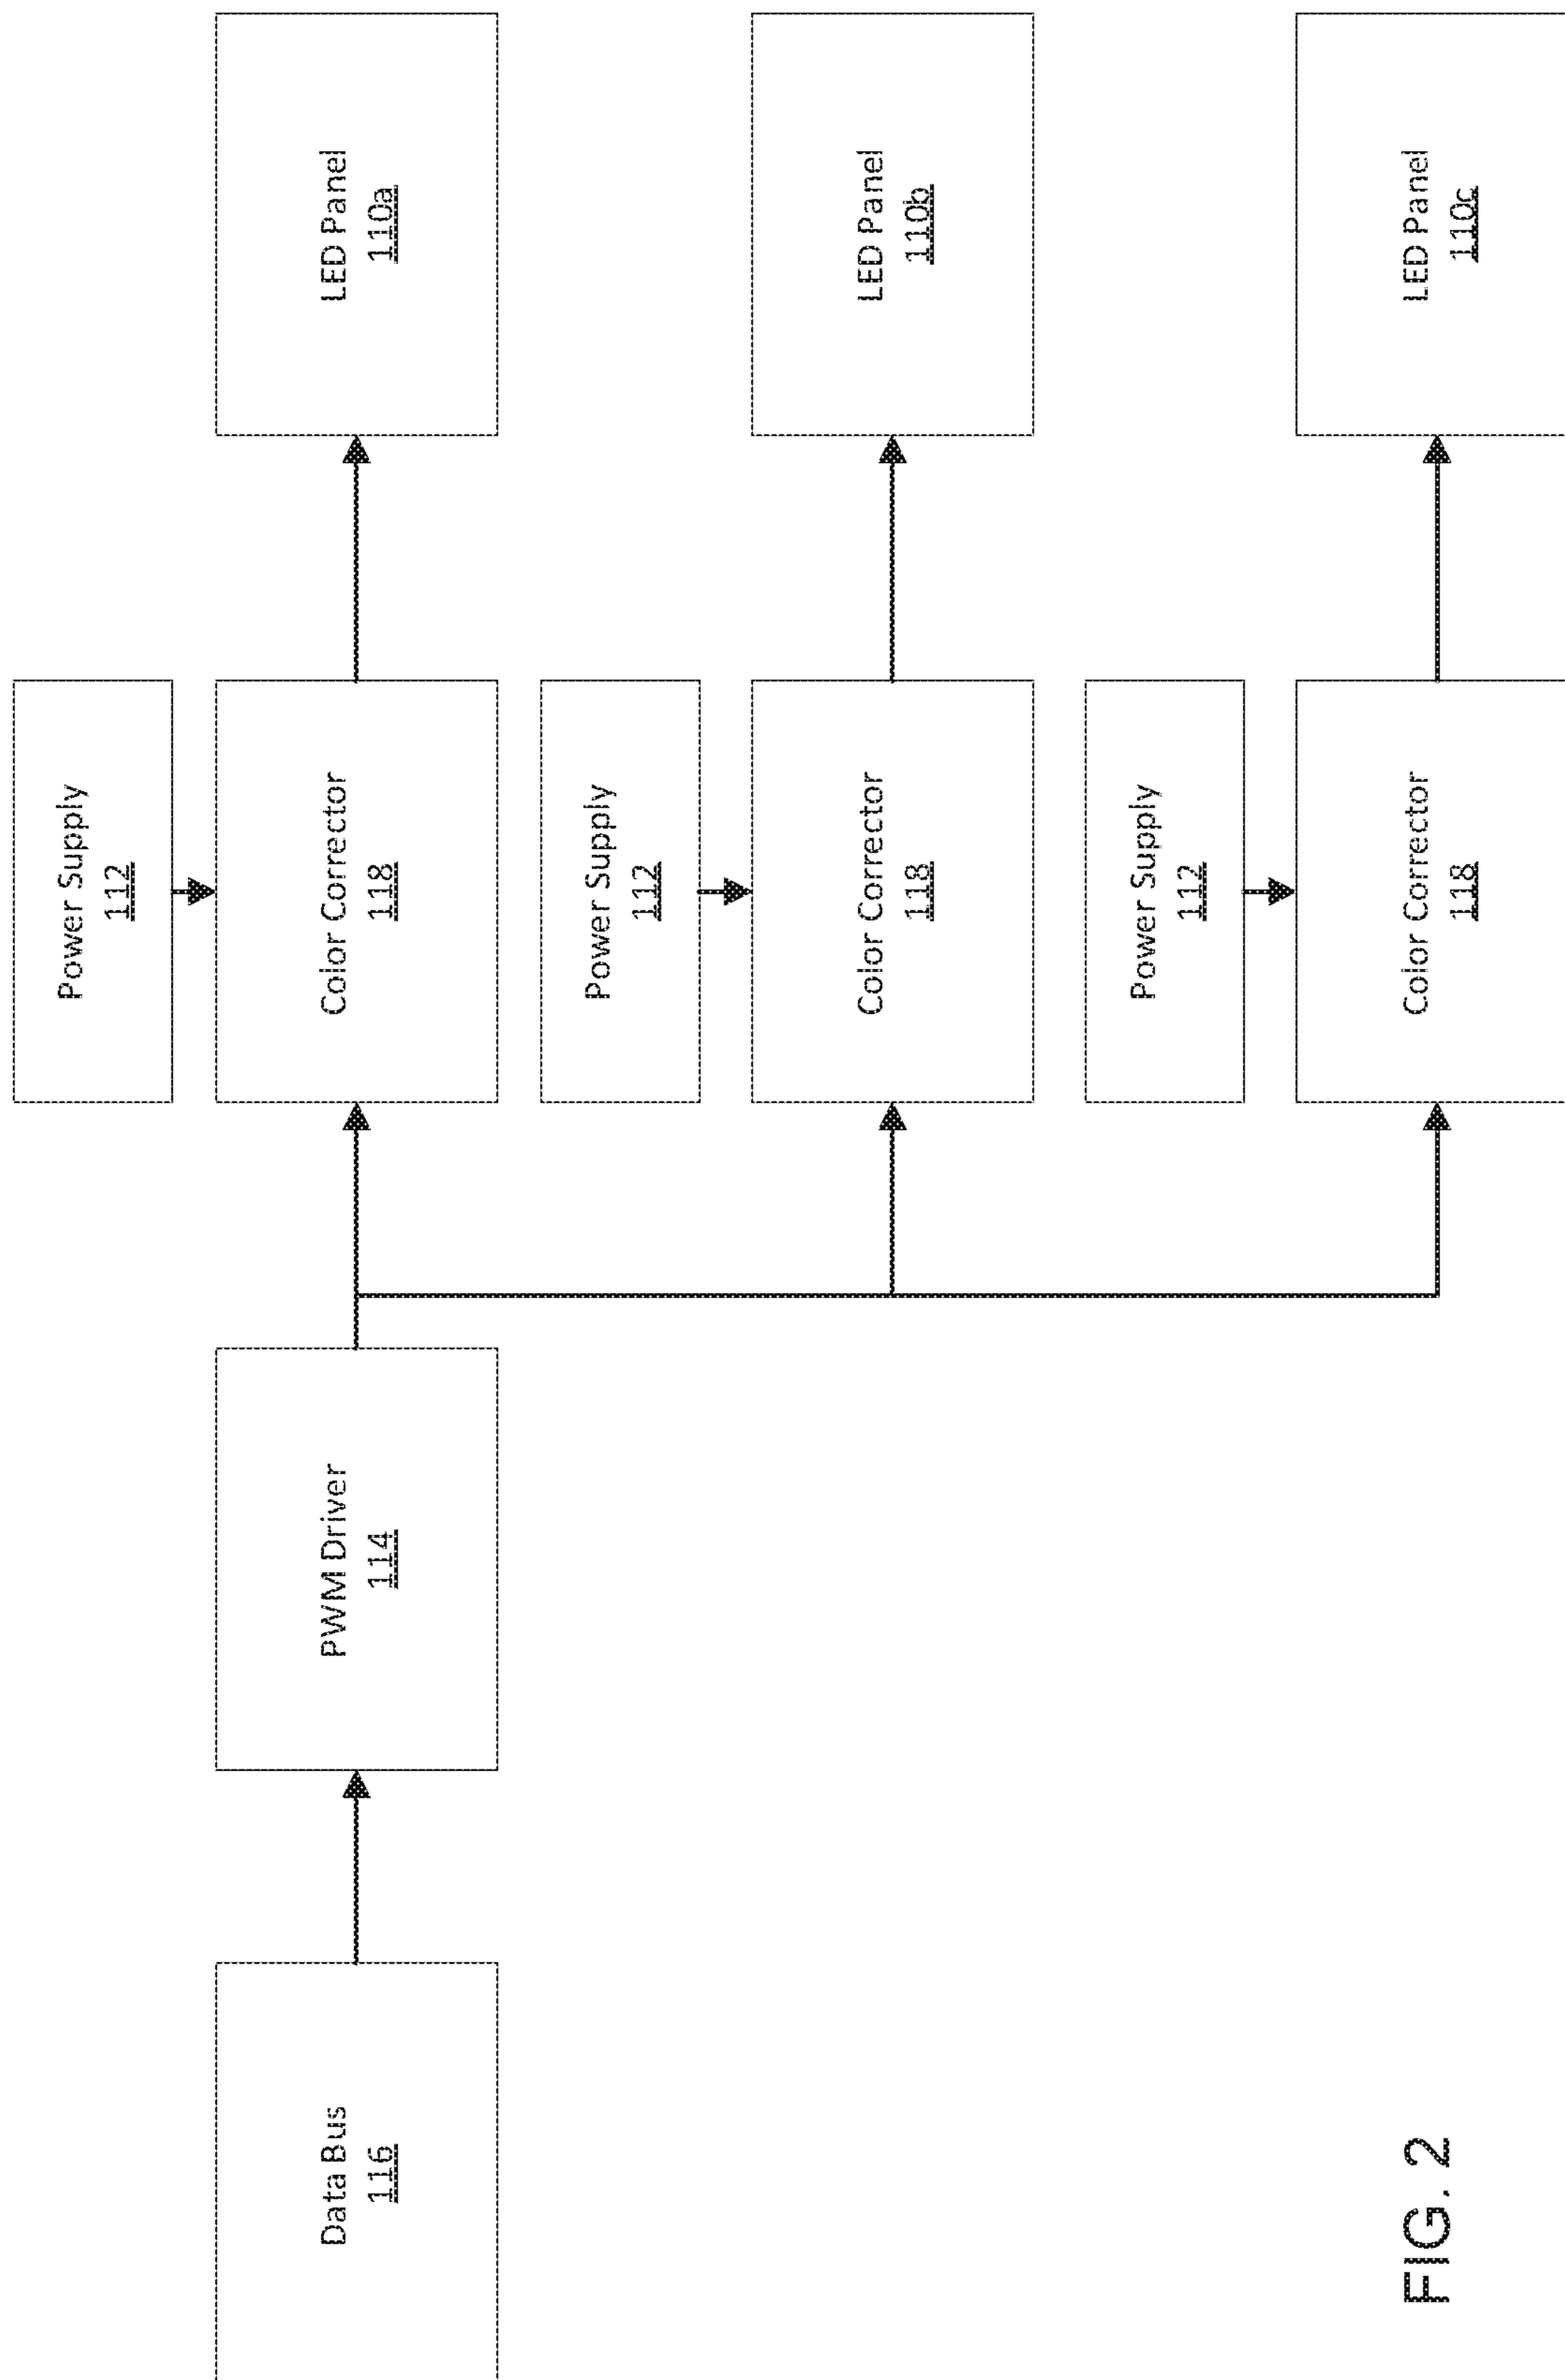 Power Supply
112
Power Supply
112
Power Supply
112
Data Bus
116
PWM Driver
114
Color Corrector
118
LED Panel
110a
Color Corrector
118
LED Panel
110b
Color Corrector
118
LED Panel
110c
FIG. 2